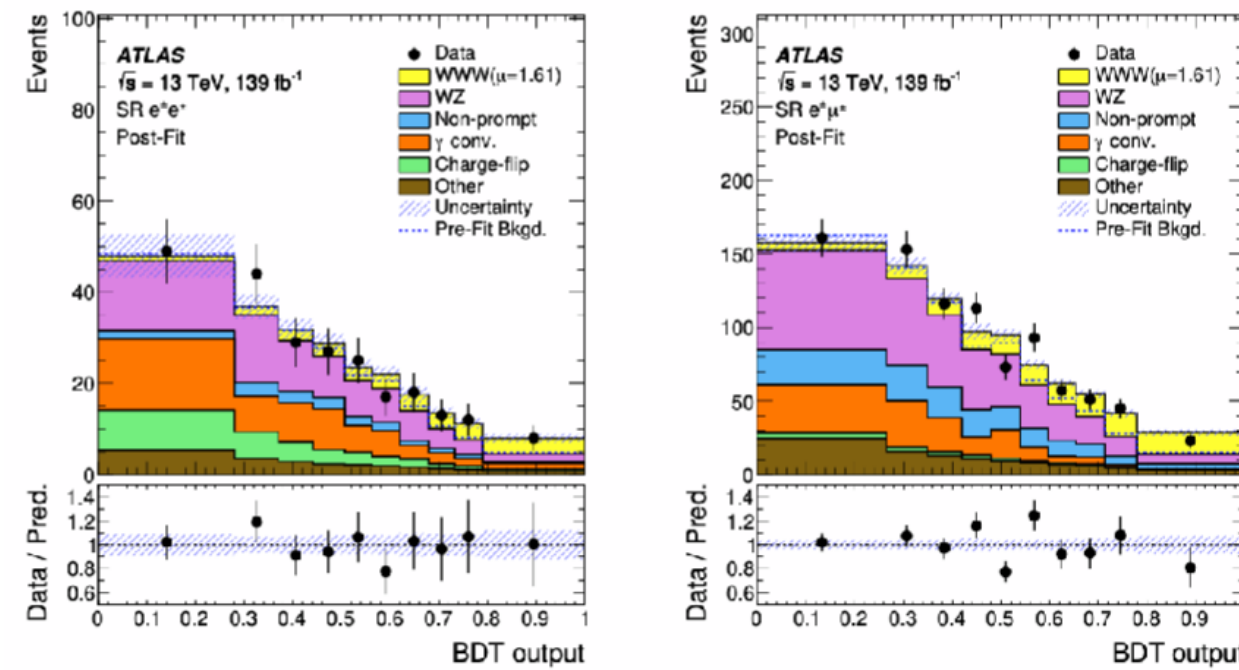 Events
100
80
60
40
20
0
ATLAS
√s = 13 TeV, 139 fb⁻¹
SR e±e±
Post-Fit
Data
WWW(μ=1.61)
WZ
Non-prompt
γ conv.
Charge-flip
Other
Uncertainty
Pre-Fit Bkgd.
Data / Pred.
1.4
1.2
1
0.8
0.6
0 0.1 0.2 0.3 0.4 0.5 0.6 0.7 0.8 0.9 1
BDT output
Events
300
250
200
150
100
50
0
ATLAS
√s = 13 TeV, 139 fb⁻¹
SR e±μ±
Post-Fit
Data
WWW(μ=1.61)
WZ
Non-prompt
γ conv.
Charge-flip
Other
Uncertainty
Pre-Fit Bkgd.
Data / Pred.
1.4
1.2
1
0.8
0.6
0 0.1 0.2 0.3 0.4 0.5 0.6 0.7 0.8 0.9
BDT output